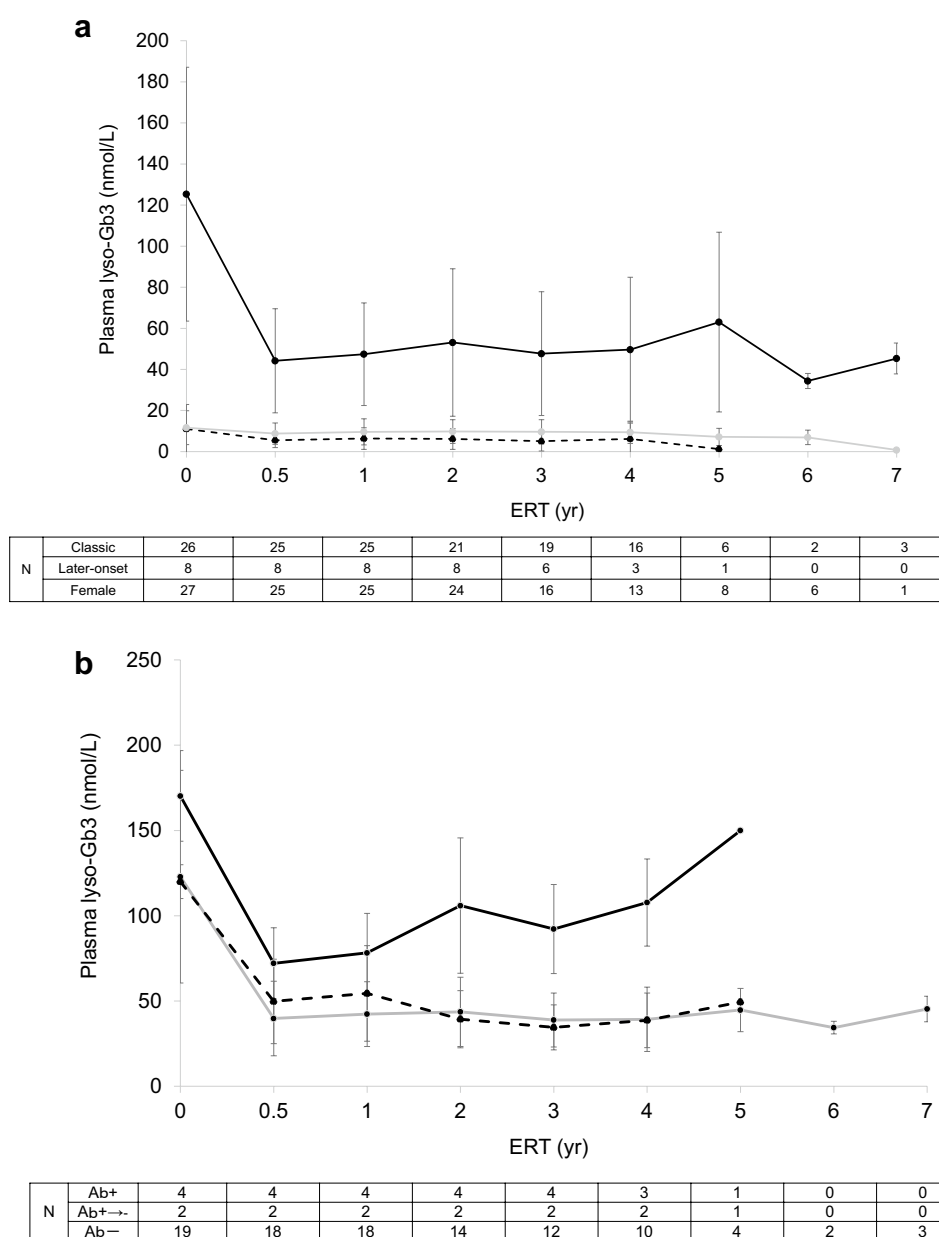 a
200
180
160
140
120
100
80
60
40
20
0
Plasma lyso-Gb3 (nmol/L)
0 0.5 1 2 3 4 5 6 7
ERT (yr)
N
Classic 26 25 25 21 19 16 6 2 3
Later-onset 8 8 8 8 6 3 1 0 0
Female 27 25 25 24 16 13 8 6 1
b
250
200
150
100
50
0
Plasma lyso-Gb3 (nmol/L)
0 0.5 1 2 3 4 5 6 7
ERT (yr)
N
Ab+ 4 4 4 4 4 3 1 0 0
Ab+→- 2 2 2 2 2 2 1 0 0
Ab− 19 18 18 14 12 10 4 2 3